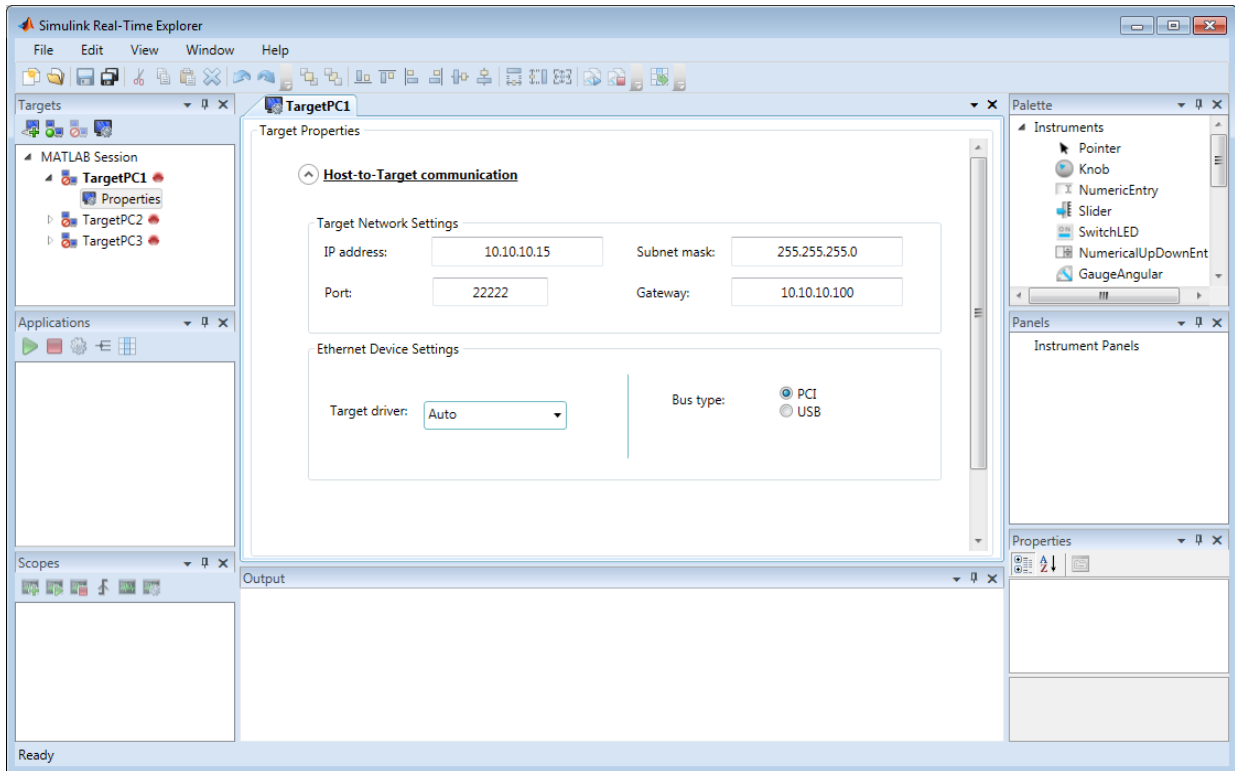 Simulink Real-Time Explorer
File Edit View Window Help
Targets
MATLAB Session
TargetPC1
Properties
TargetPC2
TargetPC3
Applications
Scopes
TargetPC1
Target Properties
Host-to-Target communication
Target Network Settings
IP address: 10.10.10.15 Subnet mask: 255.255.255.0
Port: 22222 Gateway: 10.10.10.100
Ethernet Device Settings
Target driver: Auto Bus type: PCI
USB
Output
Palette
Instruments
Pointer
Knob
NumericEntry
Slider
SwitchLED
NumericalUpDownEnt
GaugeAngular
Panels
Instrument Panels
Properties
Ready